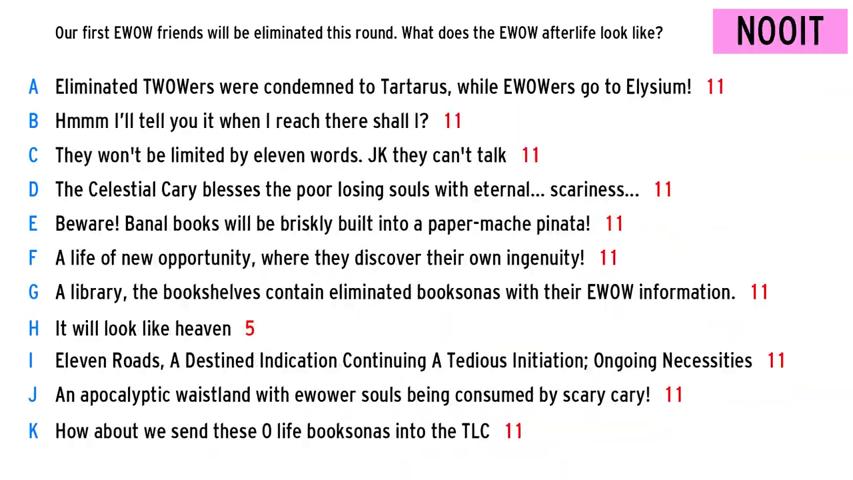 Our first EWOW friends will be eliminated this round. What does the EWOW afterlife look like?
NOOIT
A Eliminated TWOWers were condemned to Tartarus, while EWOWers go to Elysium! 11
B Hmmm I'll tell you it when I reach there shall I? 11
C They won't be limited by eleven words. JK they can't talk 11
D The Celestial Cary blesses the poor losing souls with eternal... scariness... 11
E Beware! Banal books will be briskly built into a paper-mache pinata! 11
F A life of new opportunity, where they discover their own ingenuity! 11
G A library, the bookshelves contain eliminated booksonas with their EWOW information. 11
H It will look like heaven 5
I Eleven Roads, A Destined Indication Continuing A Tedious Initiation; Ongoing Necessities 11
J An apocalyptic waistland with ewower souls being consumed by scary cary! 11
K How about we send these 0 life booksonas into the TLC 11